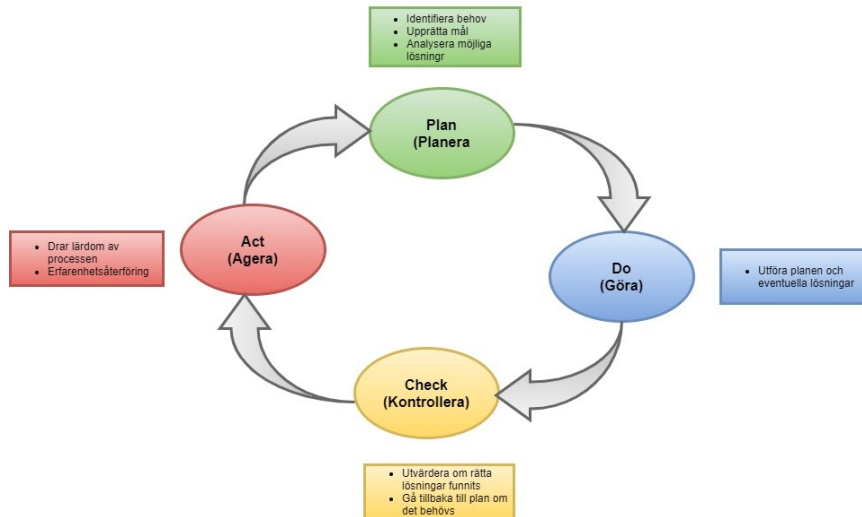 • Identifiera behov
• Upprätta mål
• Analysera möjliga
lösningr
Plan
(Planera
• Drar lärdom av
processen
• Erfarenhetsåterföring
Act
(Agera)
Do
(Göra)
• Utföra planen och
eventuella lösningar
Check
(Kontrollera)
• Utvärdera om rätta
lösningar funnits
• Gå tillbaka till plan om
det behövs